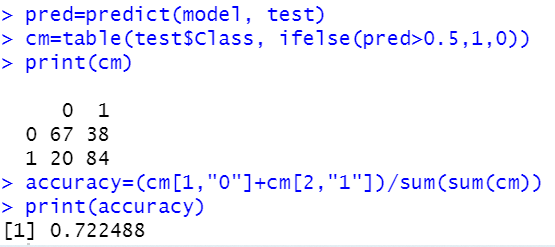 > pred=predict(model, test)
> cm=table(test$Class, ifelse(pred>0.5,1,0))
> print(cm)
0 1
0 67 38
1 20 84
> accuracy=(cm[1,"0"]+cm[2,"1"])/sum(sum(cm))
> print(accuracy)
[1] 0.722488